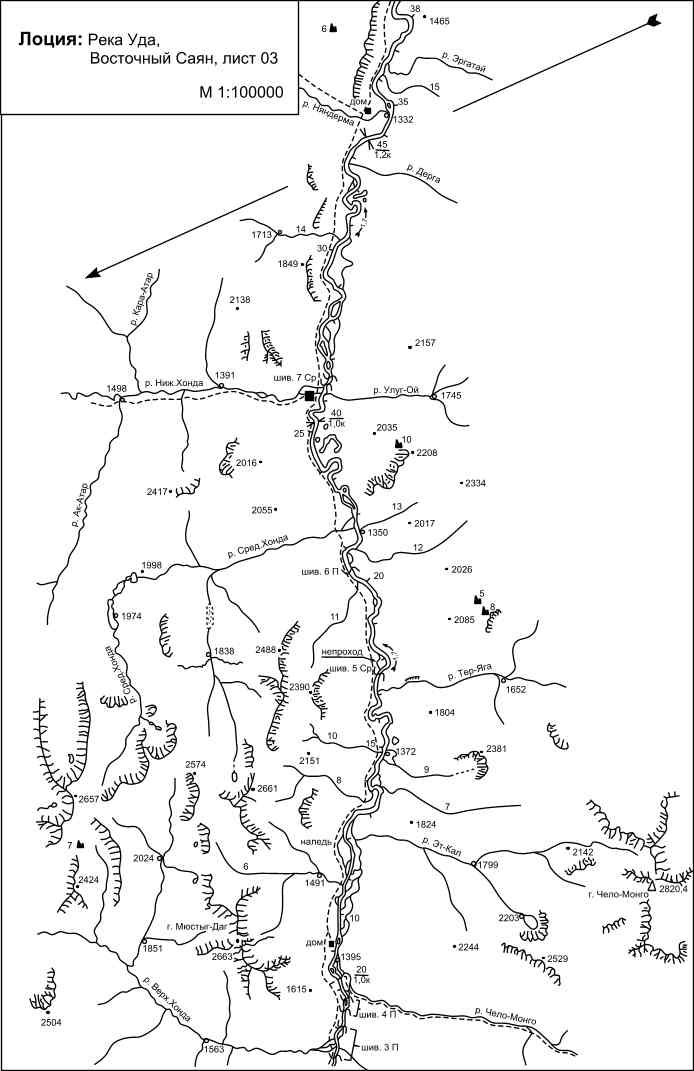 Лоция: Река Уда,
Восточный Саян, лист 03
М 1:100000
38
1465
6
р. Эргатай
15
дом
35
р. Няндерма
1332
45
1,2к
р. Дерга
1713
14
30
1849
р. Кара-Атар
2138
2157
шив. 7 Ср
1391
р. Ниж.Хонда
р. Улуг-Ой
1498
1745
40
1,0к
25
2035
10
2208
2016
2417
2334
р. Ак-Атар
2055
13
2017
1350
р. Сред.Хонда
12
1998
шив. 6 П
20
2026
5
8
1974
11
2085
1838
2488
непроход
шив. 5 Ср
р. Сред.Хонда
р. Тер-Яга
2390
1652
1804
10
15
1372
2381
2151
2574
9
8
2661
2657
7
1824
наледь
р. Эт-Кал
7
2142
2024
1799
6
1491
2424
г. Чело-Монго
2820,4
10
2203
г. Мюстыг-Даг
дом
1851
2663
2244
1395
2529
20
1,0к
р. Верх.Хонда
1615
2504
шив. 4 П
р. Чело-Монго
1563
шив. 3 П